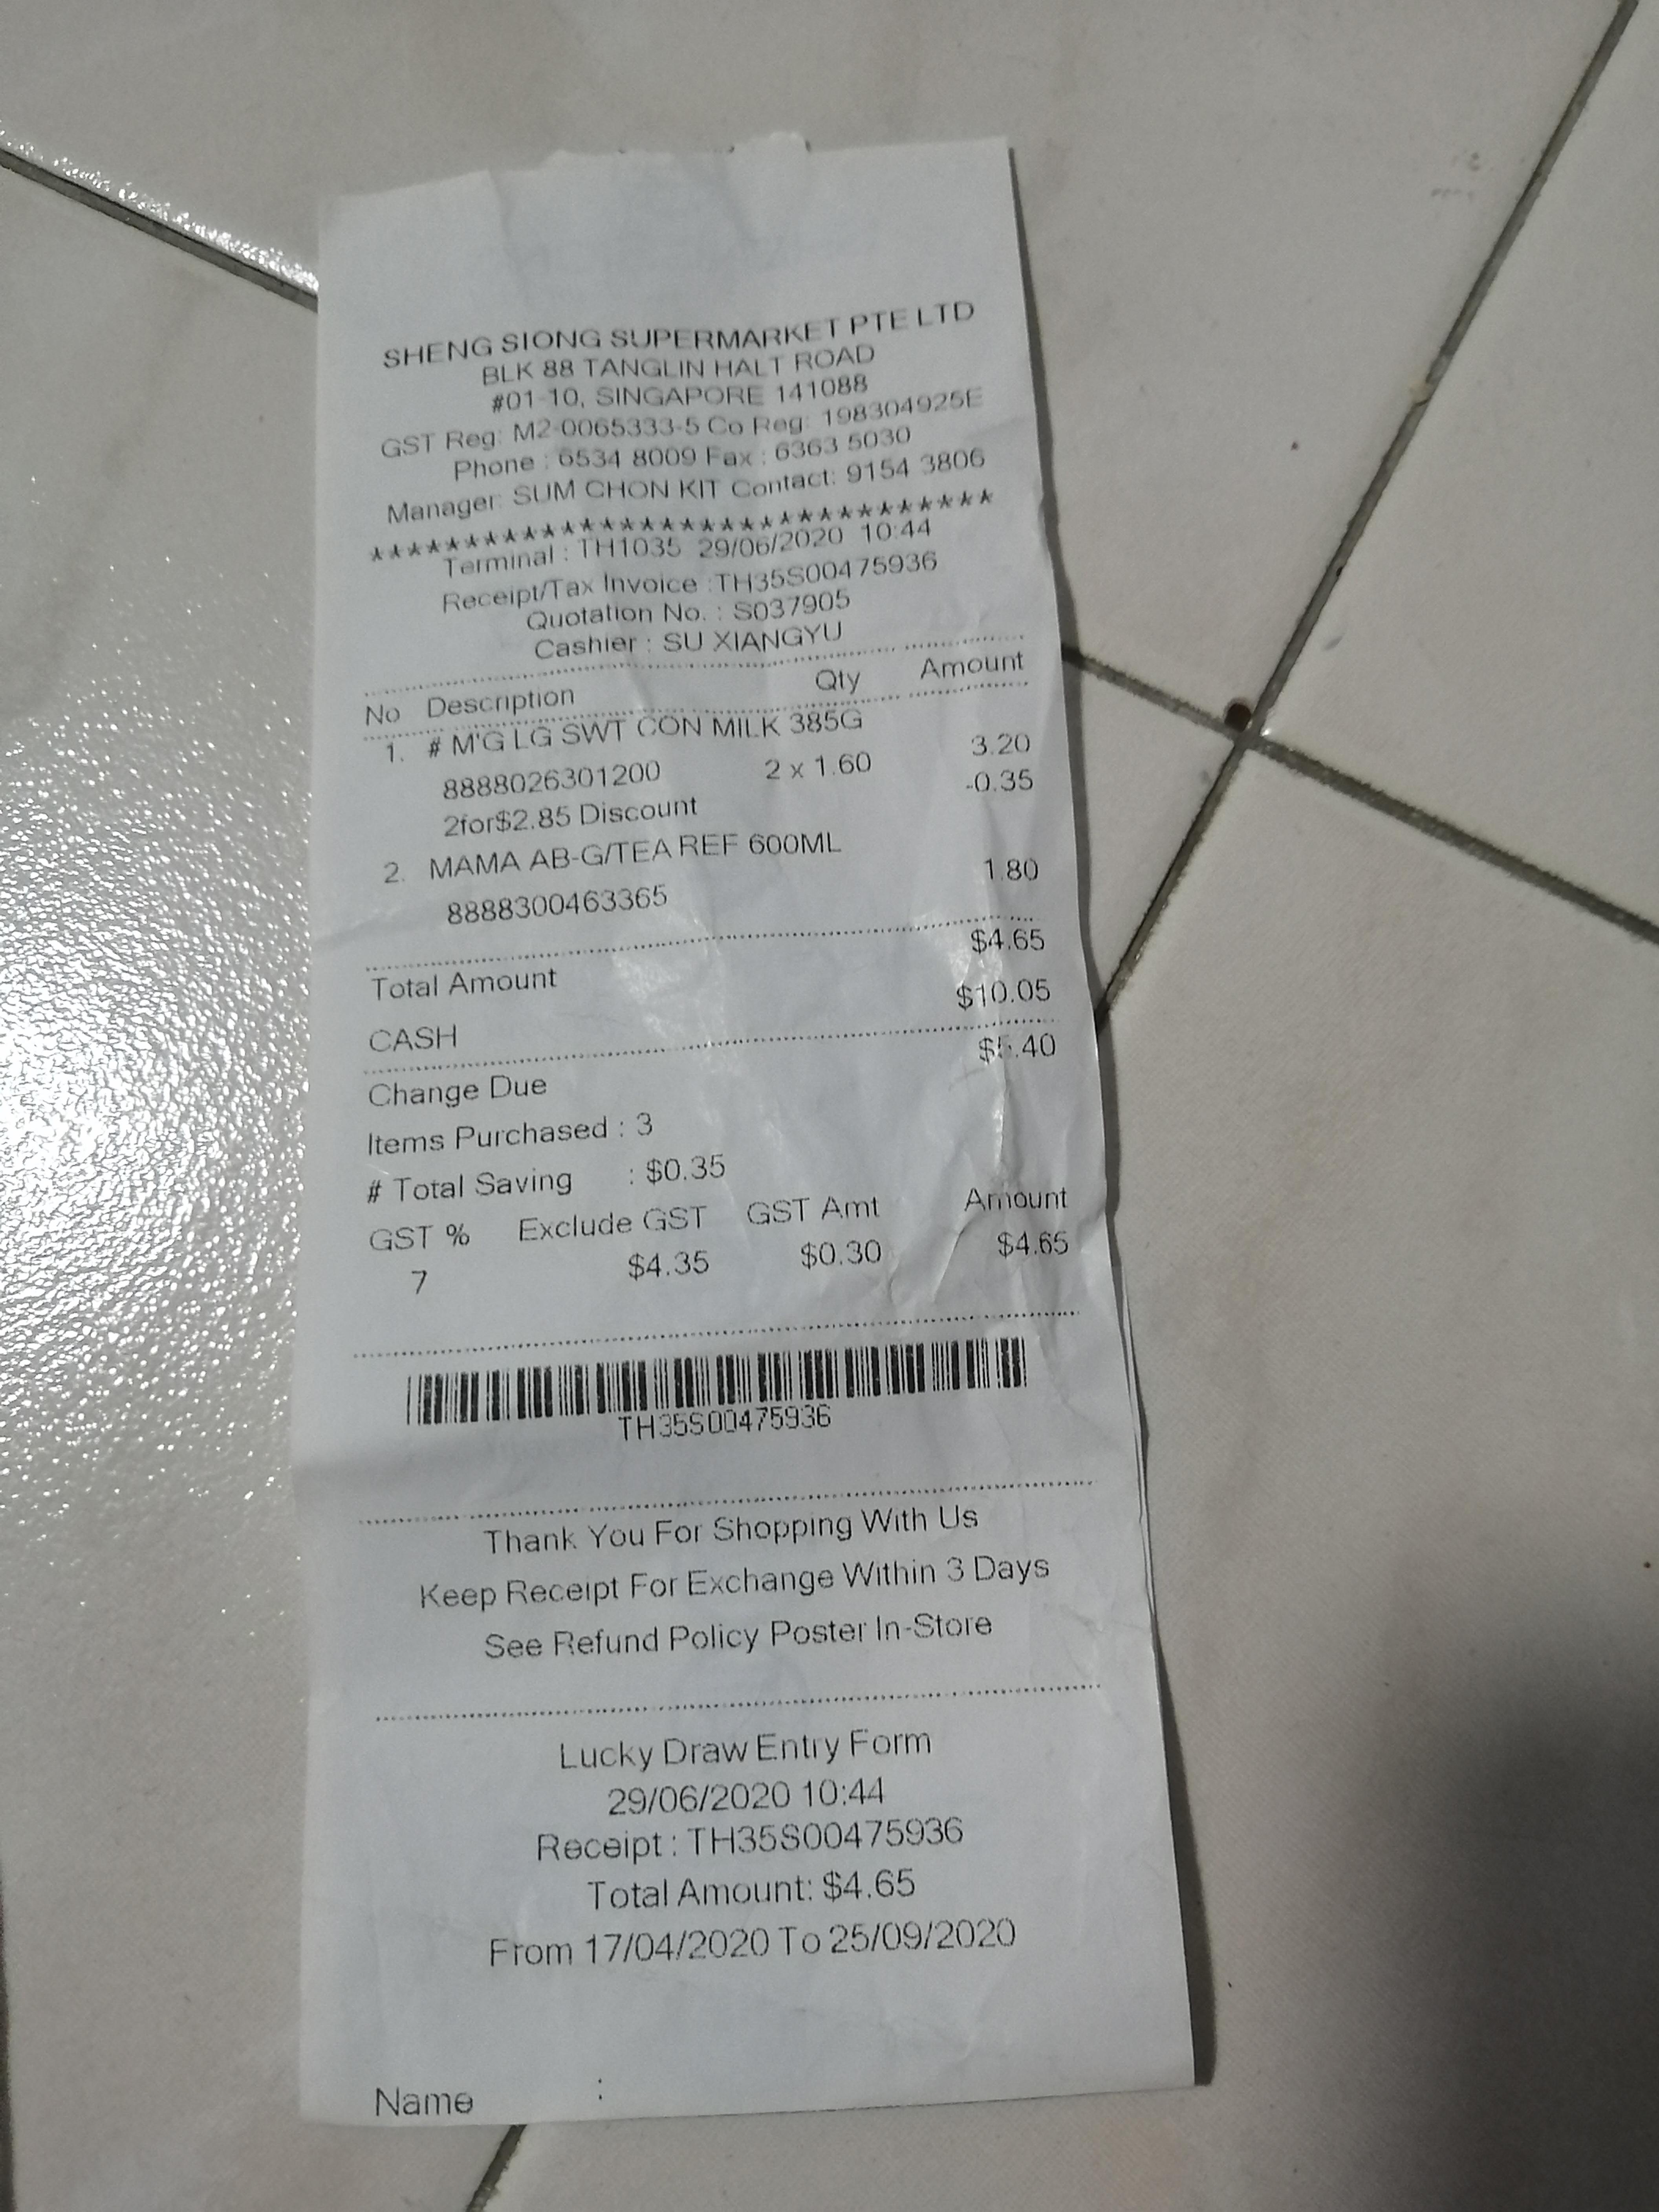 SHENG SIONG SUPERMARKET PTE LTD
BLK 88 TANGLIN HALT ROAD
#01-10, SINGAPORE 141088
GST Reg: M2-0065333-5 Co Reg: 198304925E
Phone : 6534 8009 Fax : 6363 5030
Manager: SUM CHON KIT Contact: 9154 3806
*********************************
Terminal : TH1035 29/06/2020 10:44
Receipt/Tax Invoice :TH35S00475936
Quotation No. : S037905
Cashier : SU XIANGYU
No Description Qty Amount
1. # M'G LG SWT CON MILK 385G
8888026301200 2 x 1.60 3.20
2for$2.85 Discount -0.35
2. MAMA AB-G/TEA REF 600ML
8888300463365 1.80
Total Amount $4.65
CASH $10.05
Change Due $5.40
Items Purchased : 3
# Total Saving : $0.35
GST % Exclude GST GST Amt Amount
7 $4.35 $0.30 $4.65
TH35S00475936
Thank You For Shopping With Us
Keep Receipt For Exchange Within 3 Days
See Refund Policy Poster In-Store
Lucky Draw Entry Form
29/06/2020 10:44
Receipt : TH35S00475936
Total Amount: $4.65
From 17/04/2020 To 25/09/2020
Name :